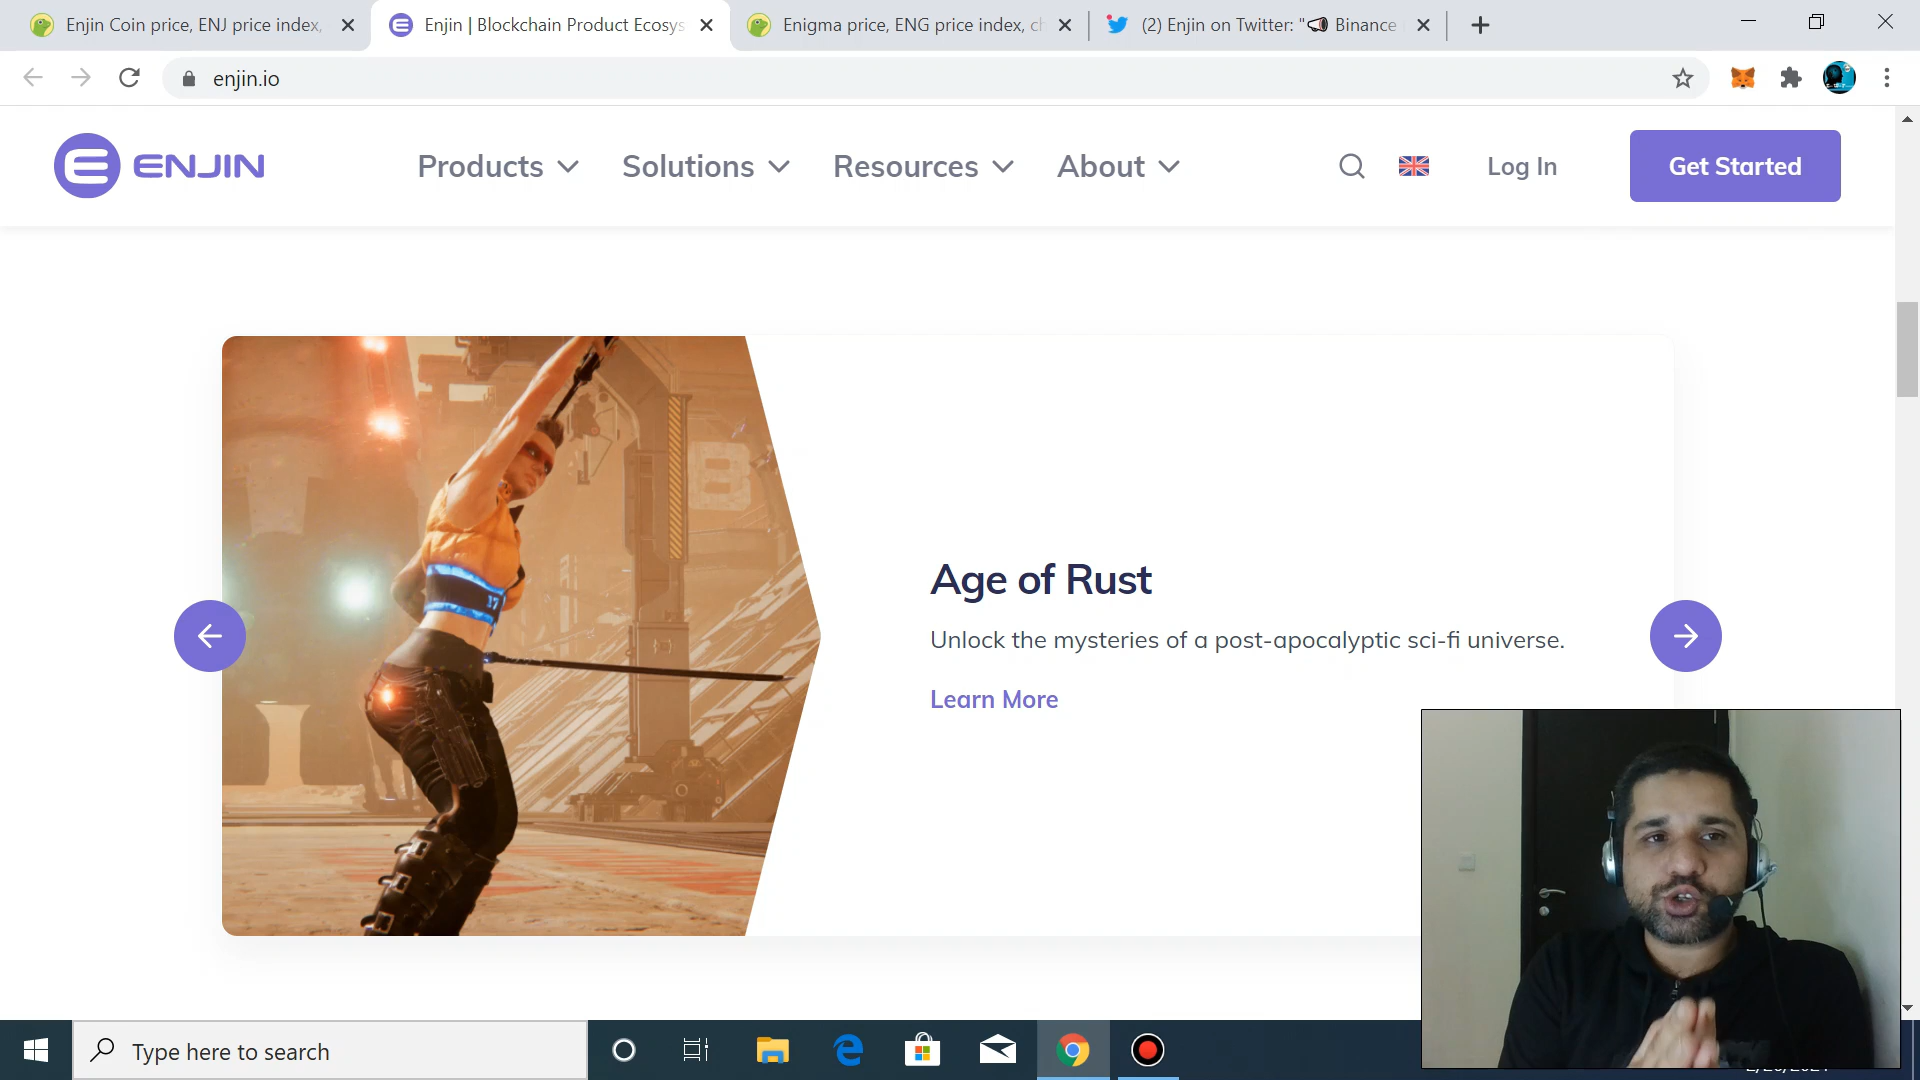 Enjin Coin price, ENJ price index,
Enjin | Blockchain Product Ecosys
Enigma price, ENG price index, c
(2) Enjin on Twitter: "📣 Binance
enjin.io
ENJIN
Products
Solutions
Resources
About
Log In
Get Started
B
17
Age of Rust
Unlock the mysteries of a post-apocalyptic sci-fi universe.
Learn More
Type here to search